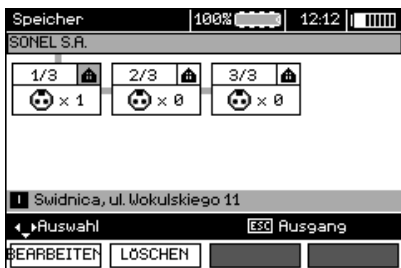 Speicher 100% 12:12
SONEL S.A.
1/3 2/3 3/3
x 1 x 0 x 0
I Swidnica, ul. Wokulskiego 11
Auswahl ESC Ausgang
BEARBEITEN LÖSCHEN